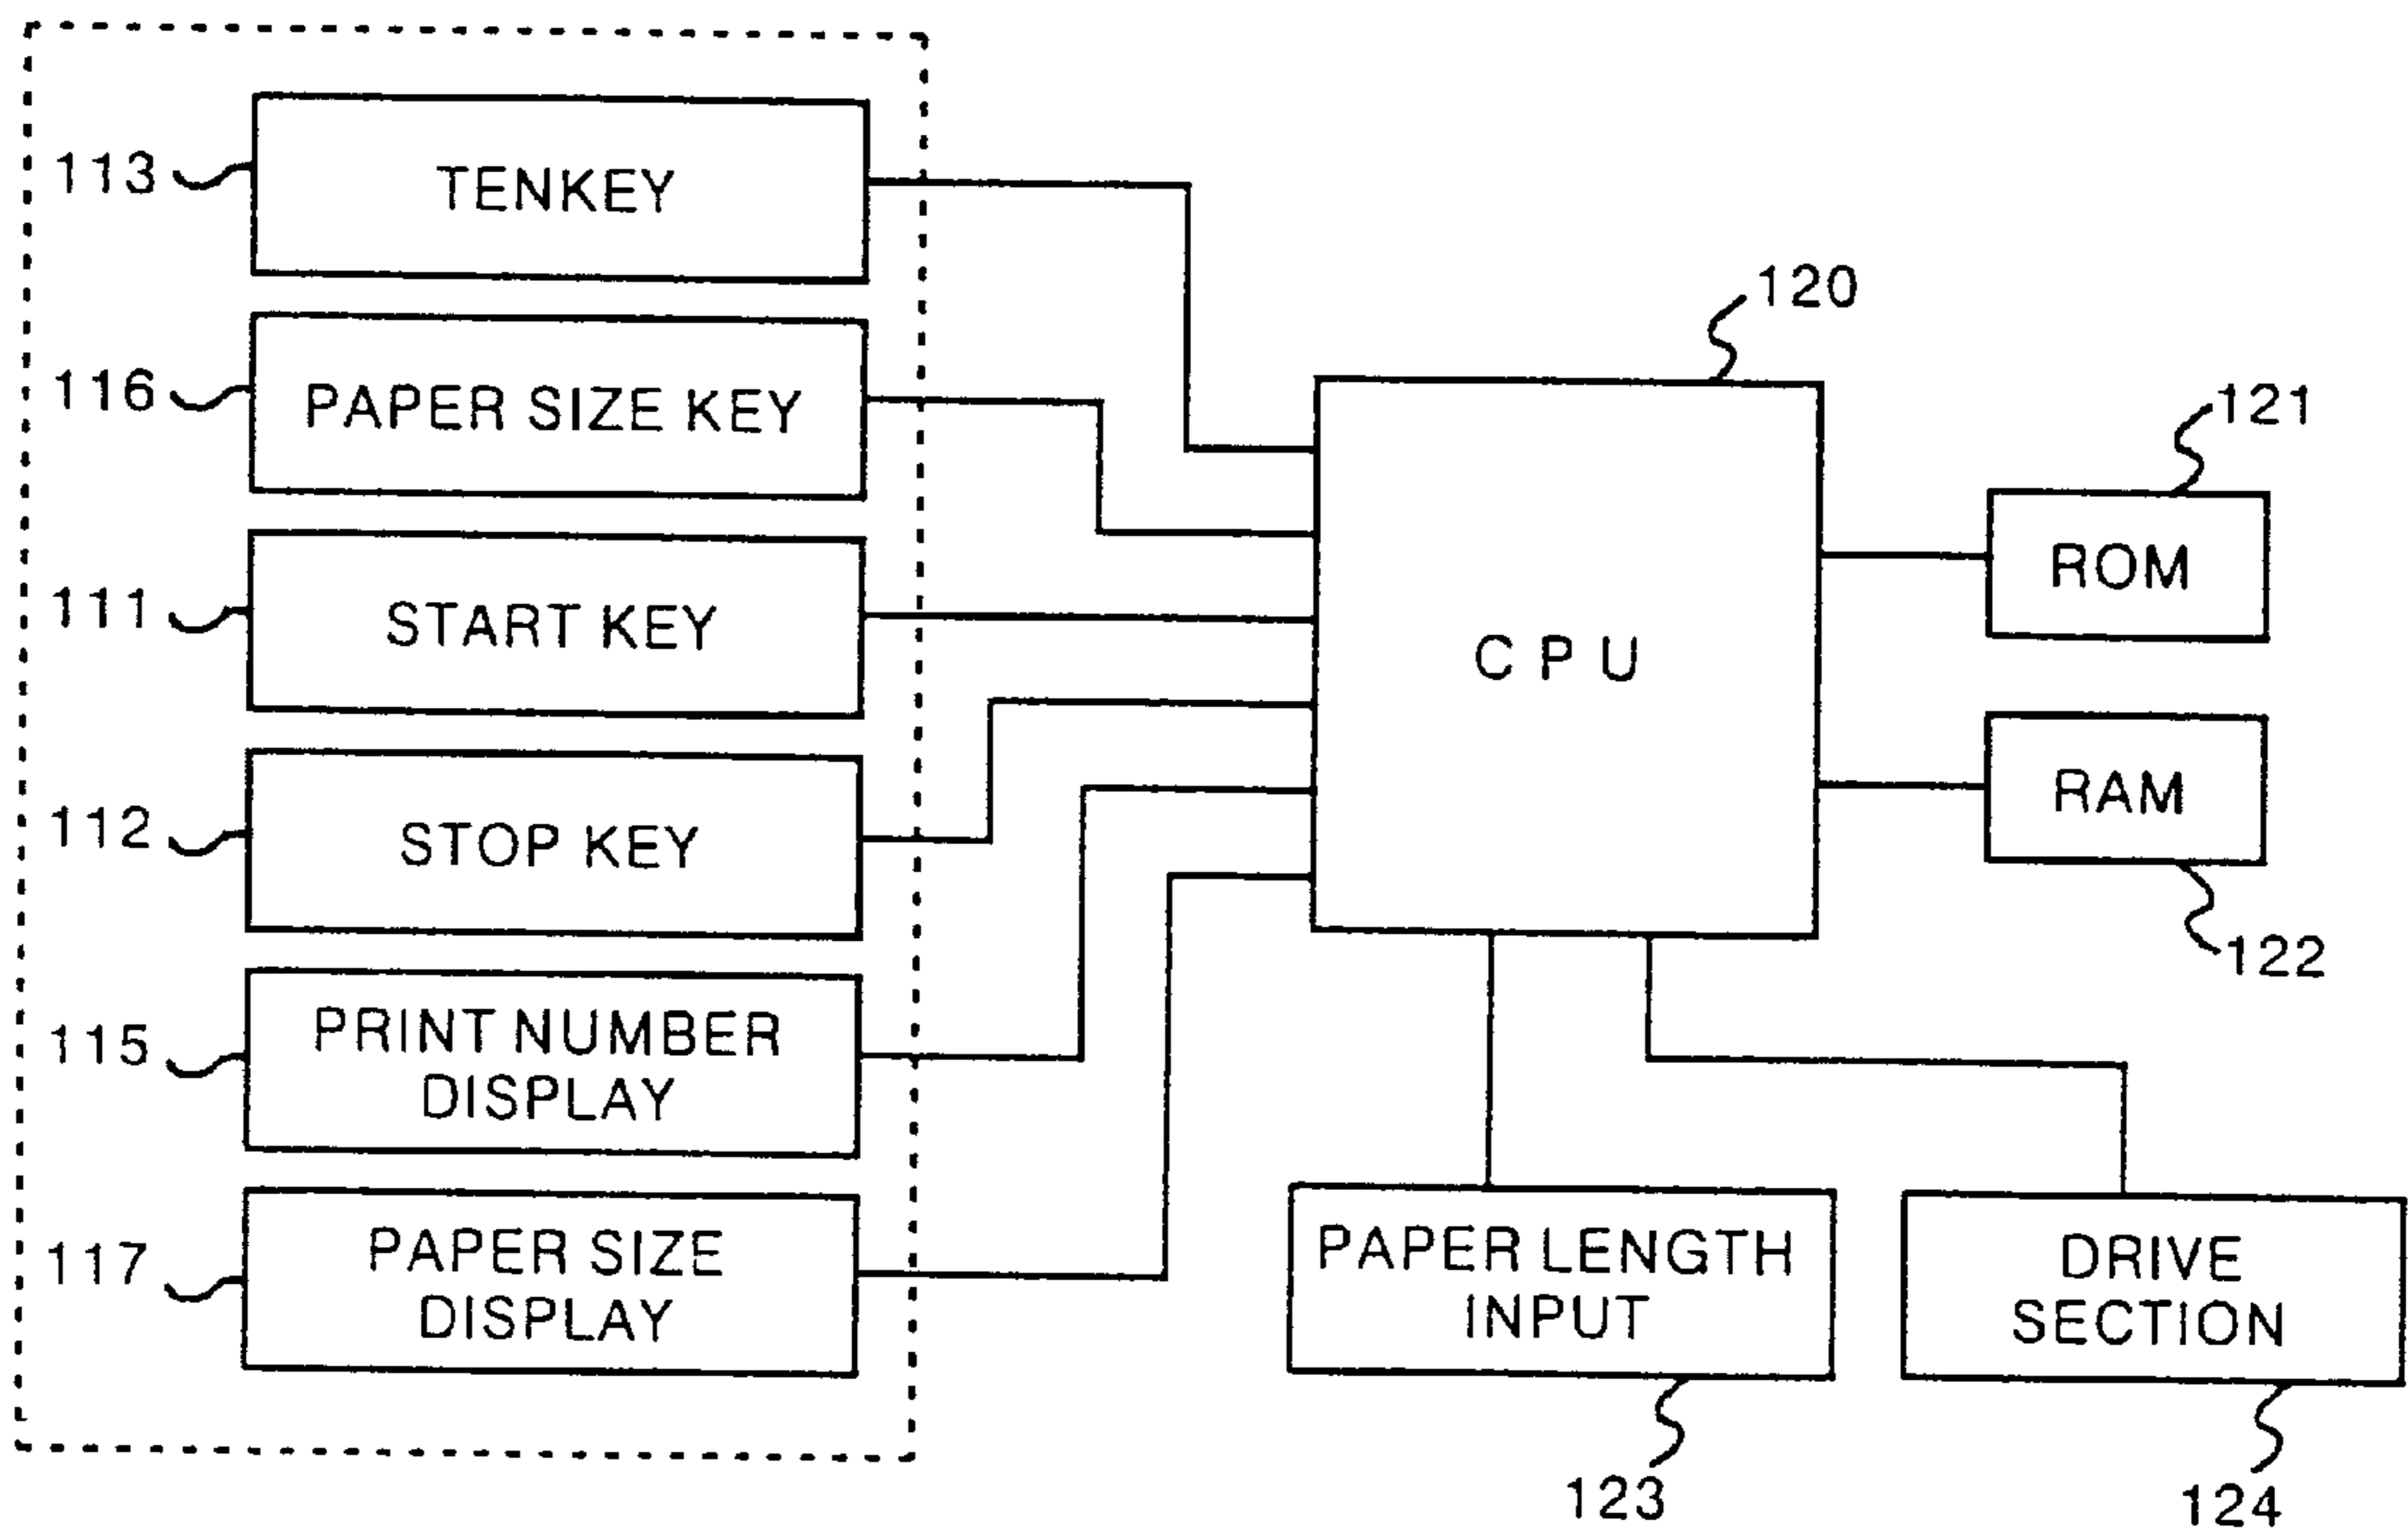 113
TENKEY
116
PAPER SIZE KEY
111
START KEY
112
STOP KEY
115
PRINT NUMBER
DISPLAY
117
PAPER SIZE
DISPLAY
120
CPU
121
ROM
RAM
122
PAPER LENGTH
INPUT
123
DRIVE
SECTION
124